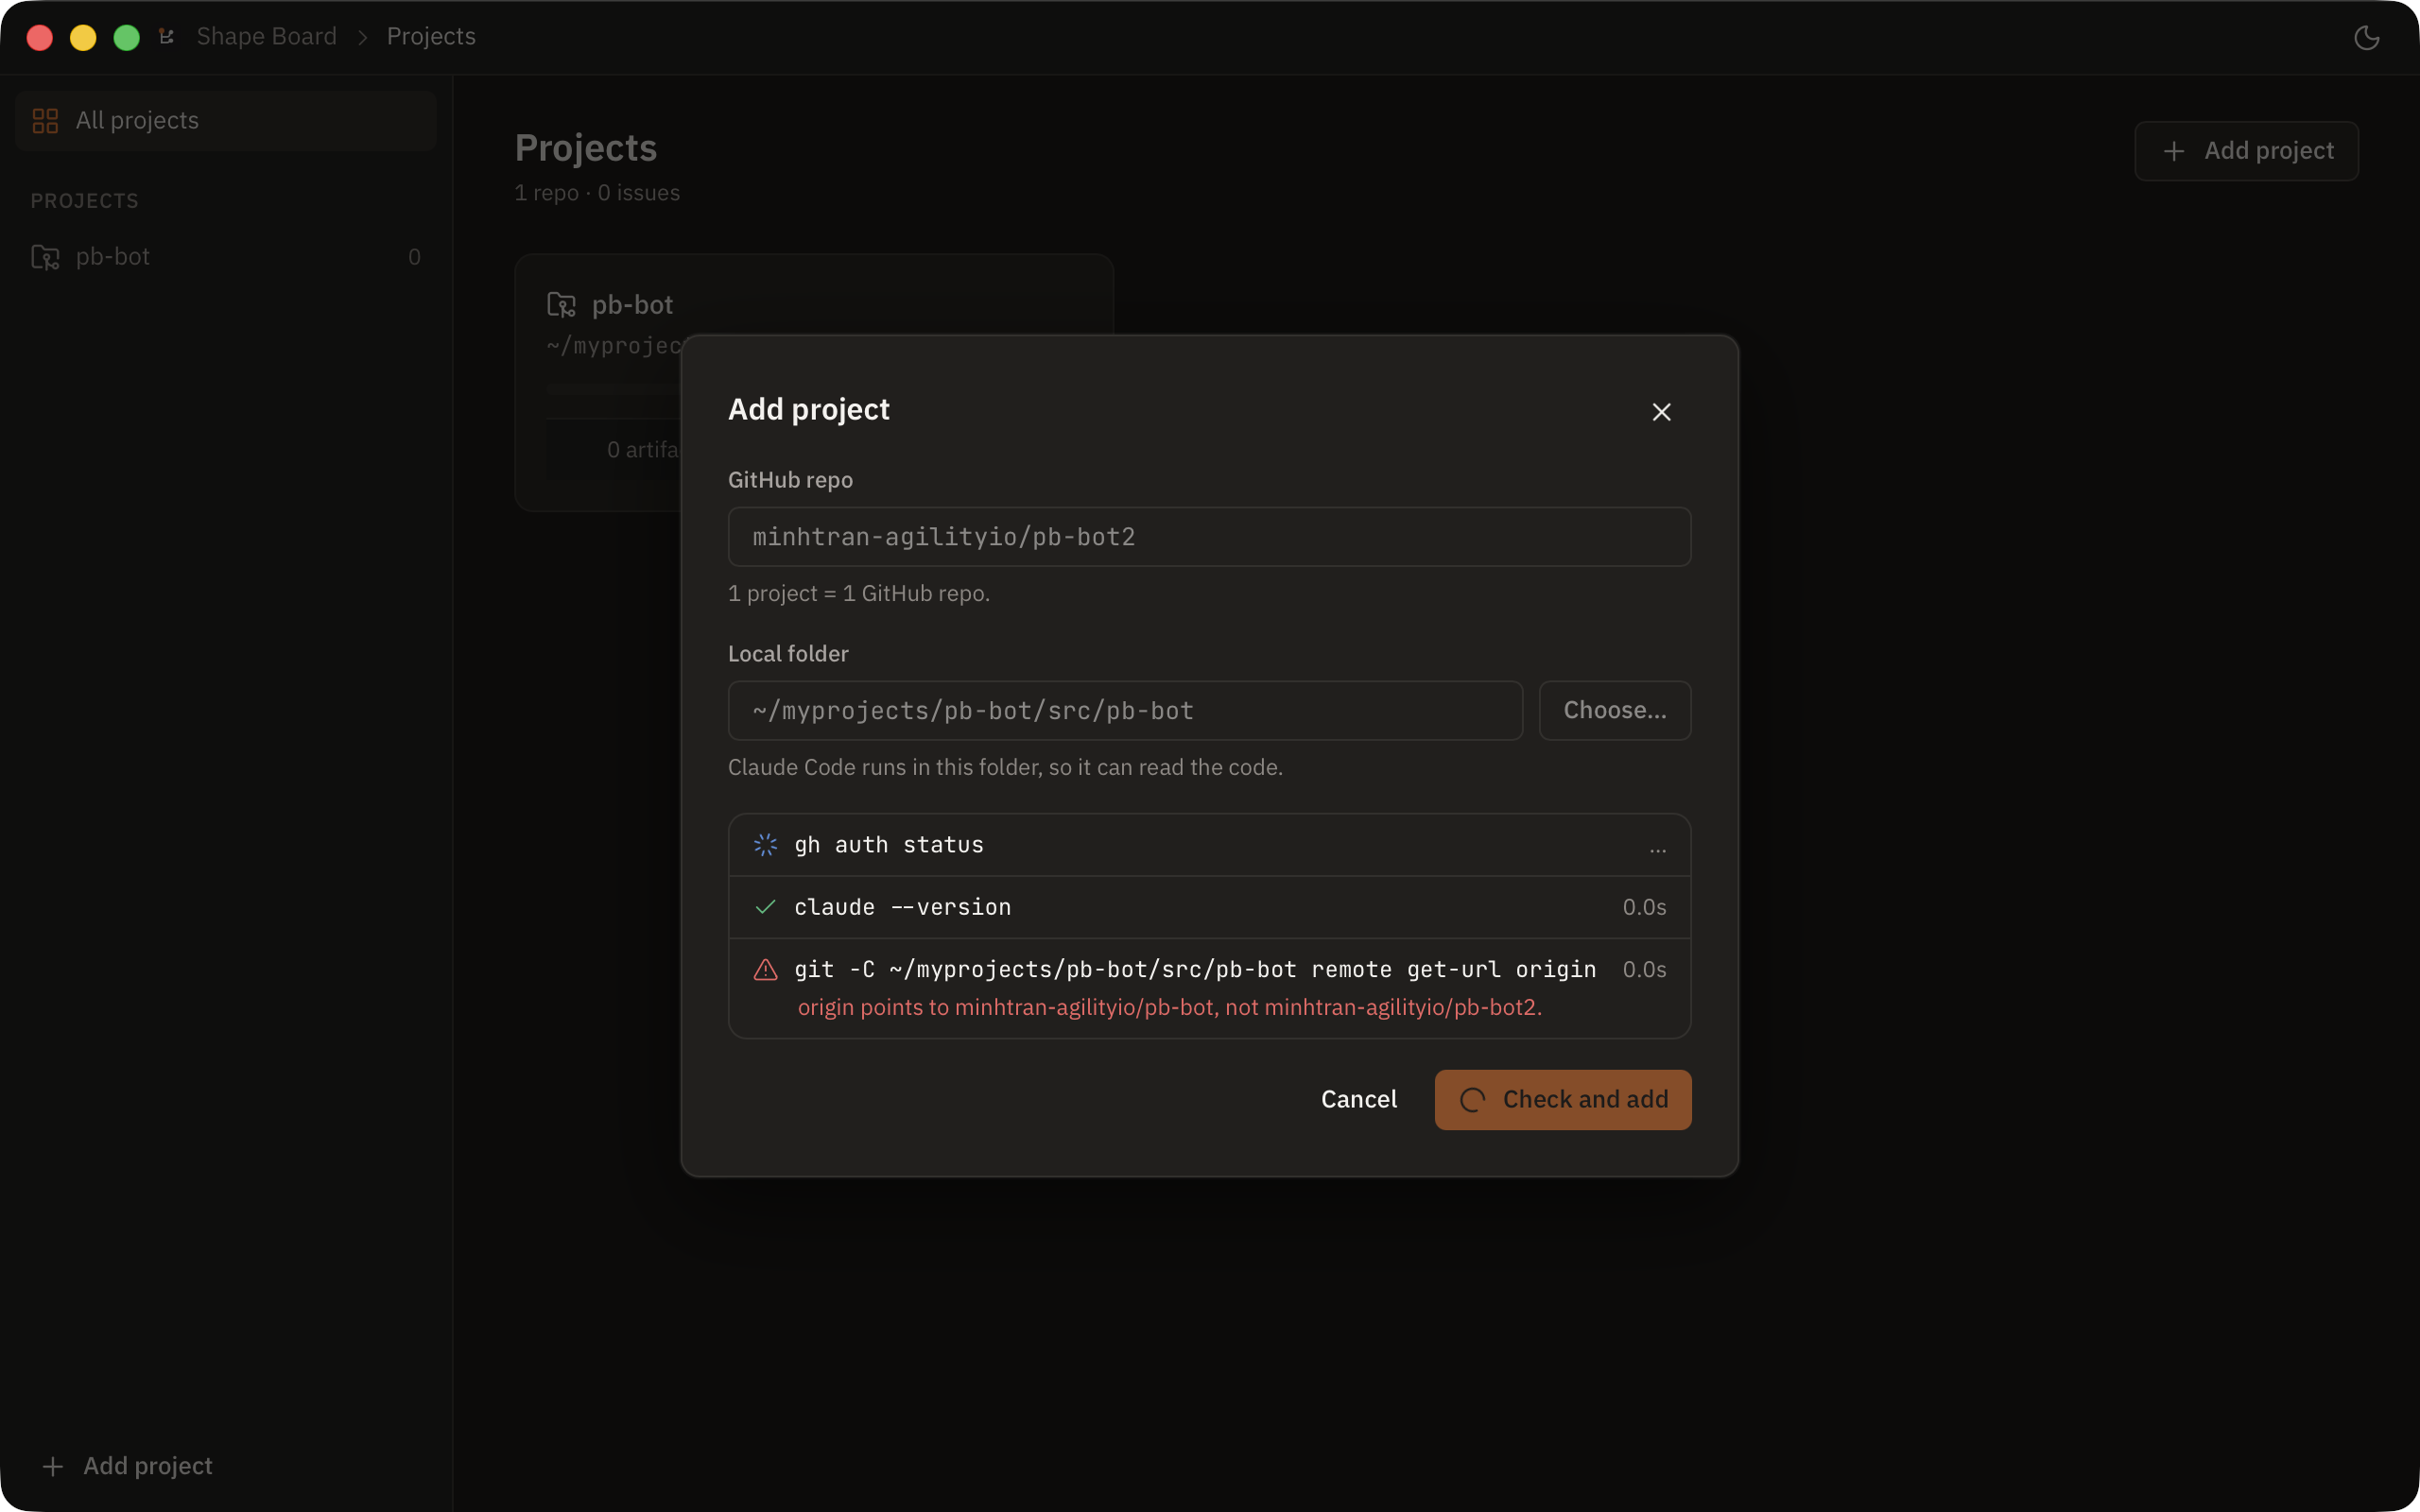 Shape Board > Projects
All projects
PROJECTS
pb-bot 0
Add project
Projects
1 repo · 0 issues
Add project
pb-bot
~/myprojec
0 artifa
Add project
GitHub repo
minhtran-agilityio/pb-bot2
1 project = 1 GitHub repo.
Local folder
~/myprojects/pb-bot/src/pb-bot
Choose...
Claude Code runs in this folder, so it can read the code.
gh auth status ...
claude --version 0.0s
git -C ~/myprojects/pb-bot/src/pb-bot remote get-url origin 0.0s
origin points to minhtran-agilityio/pb-bot, not minhtran-agilityio/pb-bot2.
Cancel
Check and add